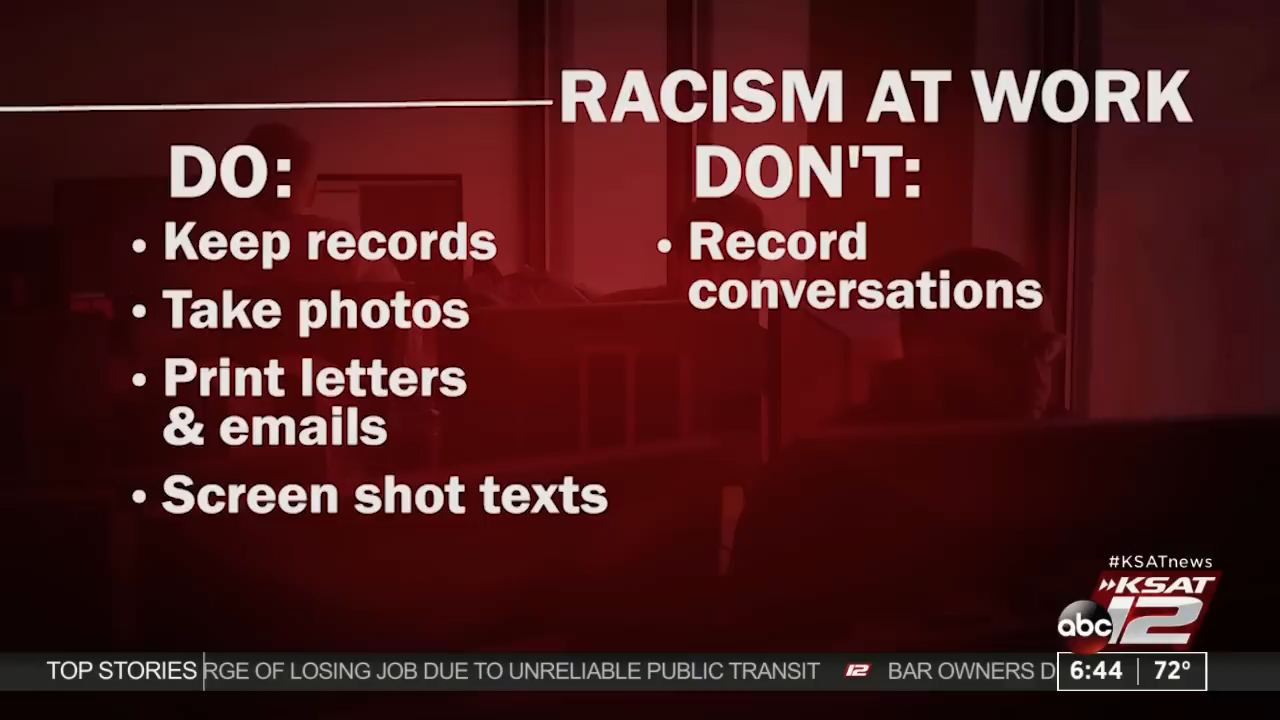 RACISM AT WORK
DO:
• Keep records
• Take photos
• Print letters
& emails
• Screen shot texts
DON'T:
• Record
conversations
#KSATnews
KSAT
abc 12
TOP STORIES RGE OF LOSING JOB DUE TO UNRELIABLE PUBLIC TRANSIT 12 BAR OWNERS D 6:44 72°